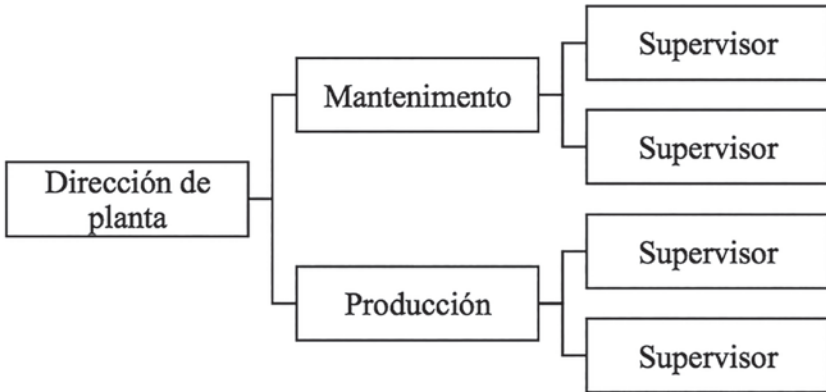 Dirección de
planta
Mantenimento
Supervisor
Supervisor
Producción
Supervisor
Supervisor